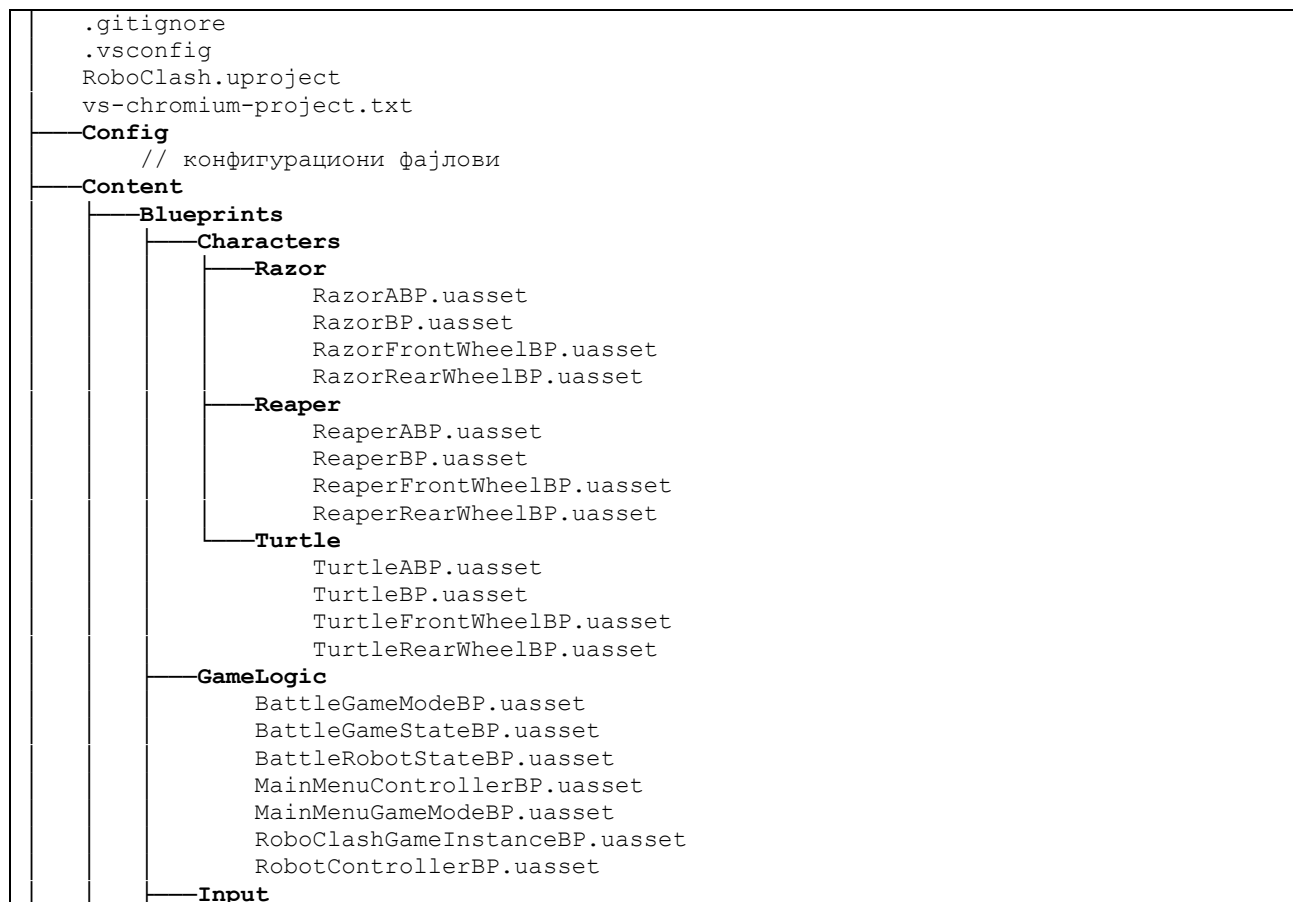 .gitignore
.vsconfig
RoboClash.uproject
vs-chromium-project.txt
Config
// конфигурациони фајлови
Content
Blueprints
Characters
Razor
RazorABP.uasset
RazorBP.uasset
RazorFrontWheelBP.uasset
RazorRearWheelBP.uasset
Reaper
ReaperABP.uasset
ReaperBP.uasset
ReaperFrontWheelBP.uasset
ReaperRearWheelBP.uasset
Turtle
TurtleABP.uasset
TurtleBP.uasset
TurtleFrontWheelBP.uasset
TurtleRearWheelBP.uasset
GameLogic
BattleGameModeBP.uasset
BattleGameStateBP.uasset
BattleRobotStateBP.uasset
MainMenuControllerBP.uasset
MainMenuGameModeBP.uasset
RoboClashGameInstanceBP.uasset
RobotControllerBP.uasset
Input